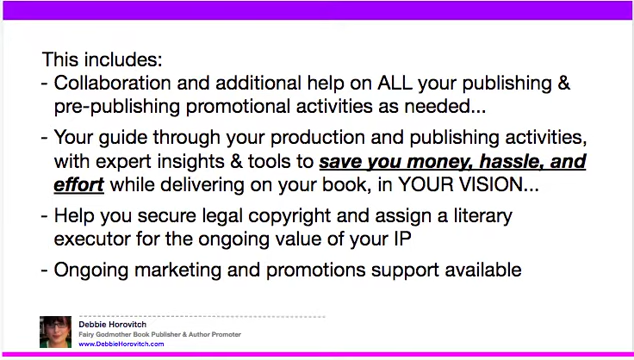 This includes:
- Collaboration and additional help on ALL your publishing &
pre-publishing promotional activities as needed...
- Your guide through your production and publishing activities,
with expert insights & tools to save you money, hassle, and
effort while delivering on your book, in YOUR VISION...
- Help you secure legal copyright and assign a literary
executor for the ongoing value of your IP
- Ongoing marketing and promotions support available
Debbie Horovitch
Fairy Godmother Book Publisher & Author Promoter
www.DebbieHorovitch.com